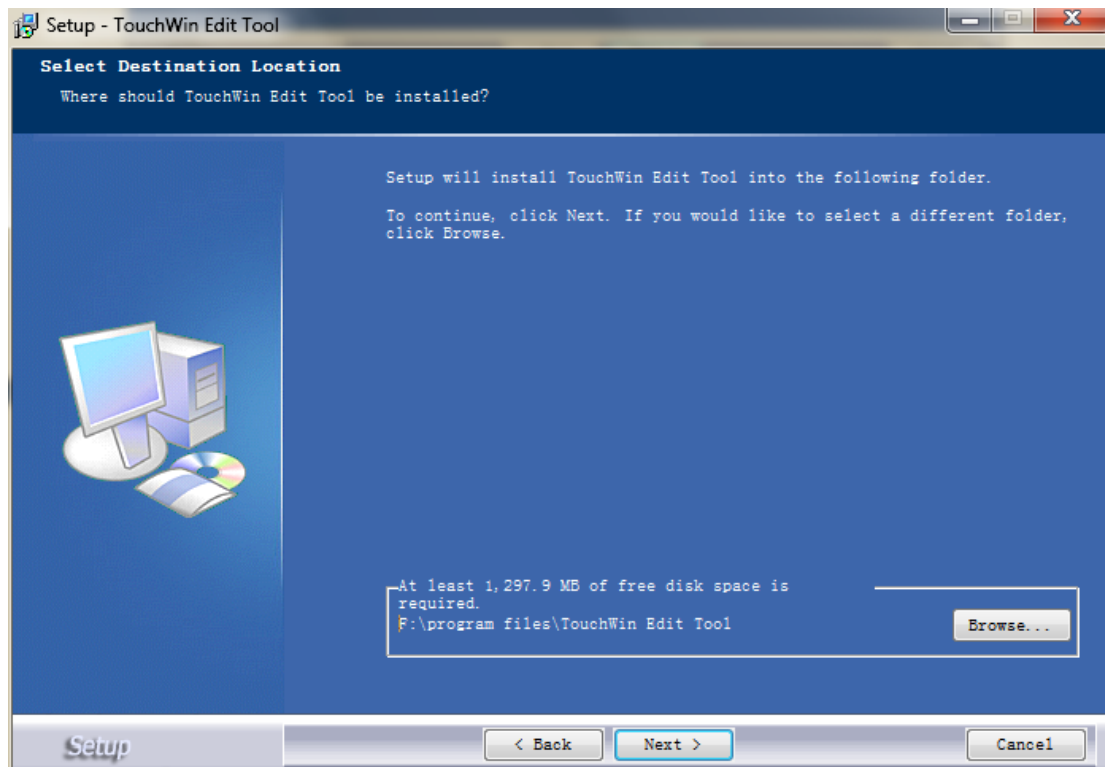 Setup - TouchWin Edit Tool
Select Destination Location
Where should TouchWin Edit Tool be installed?
Setup will install TouchWin Edit Tool into the following folder.
To continue, click Next. If you would like to select a different folder,
click Browse.
At least 1,297.9 MB of free disk space is
required.
F:\program files\TouchWin Edit Tool
Browse...
Setup
< Back
Next >
Cancel